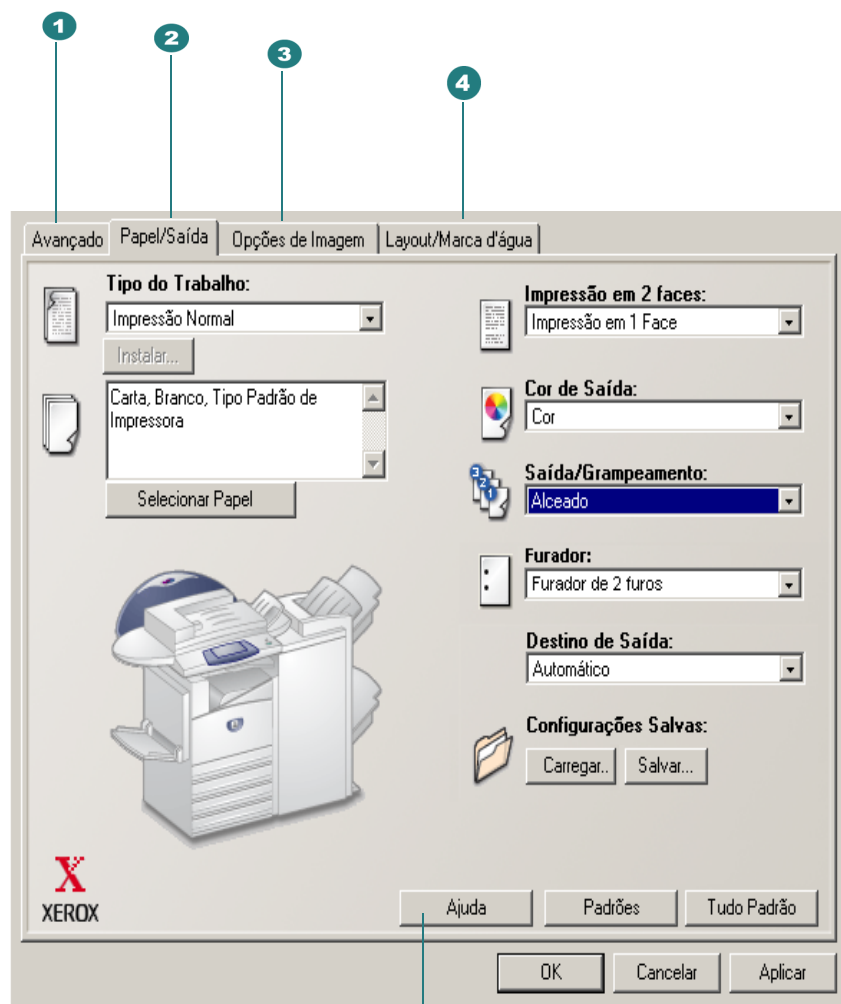 1
2
3
4
Avançado
Papel/Saída
Opções de Imagem
Layout/Marca d'água
Tipo do Trabalho:
Impressão Normal
Instalar...
Carta, Branco, Tipo Padrão de
Impressora
Selecionar Papel
Impressão em 2 faces:
Impressão em 1 Face
Cor de Saída:
Cor
3
2
1
Saída/Grampeamento:
Alceado
Furador:
Furador de 2 furos
Destino de Saída:
Automático
Configurações Salvas:
Carregar..
Salvar...
X
XEROX
Ajuda
Padrões
Tudo Padrão
OK
Cancelar
Aplicar